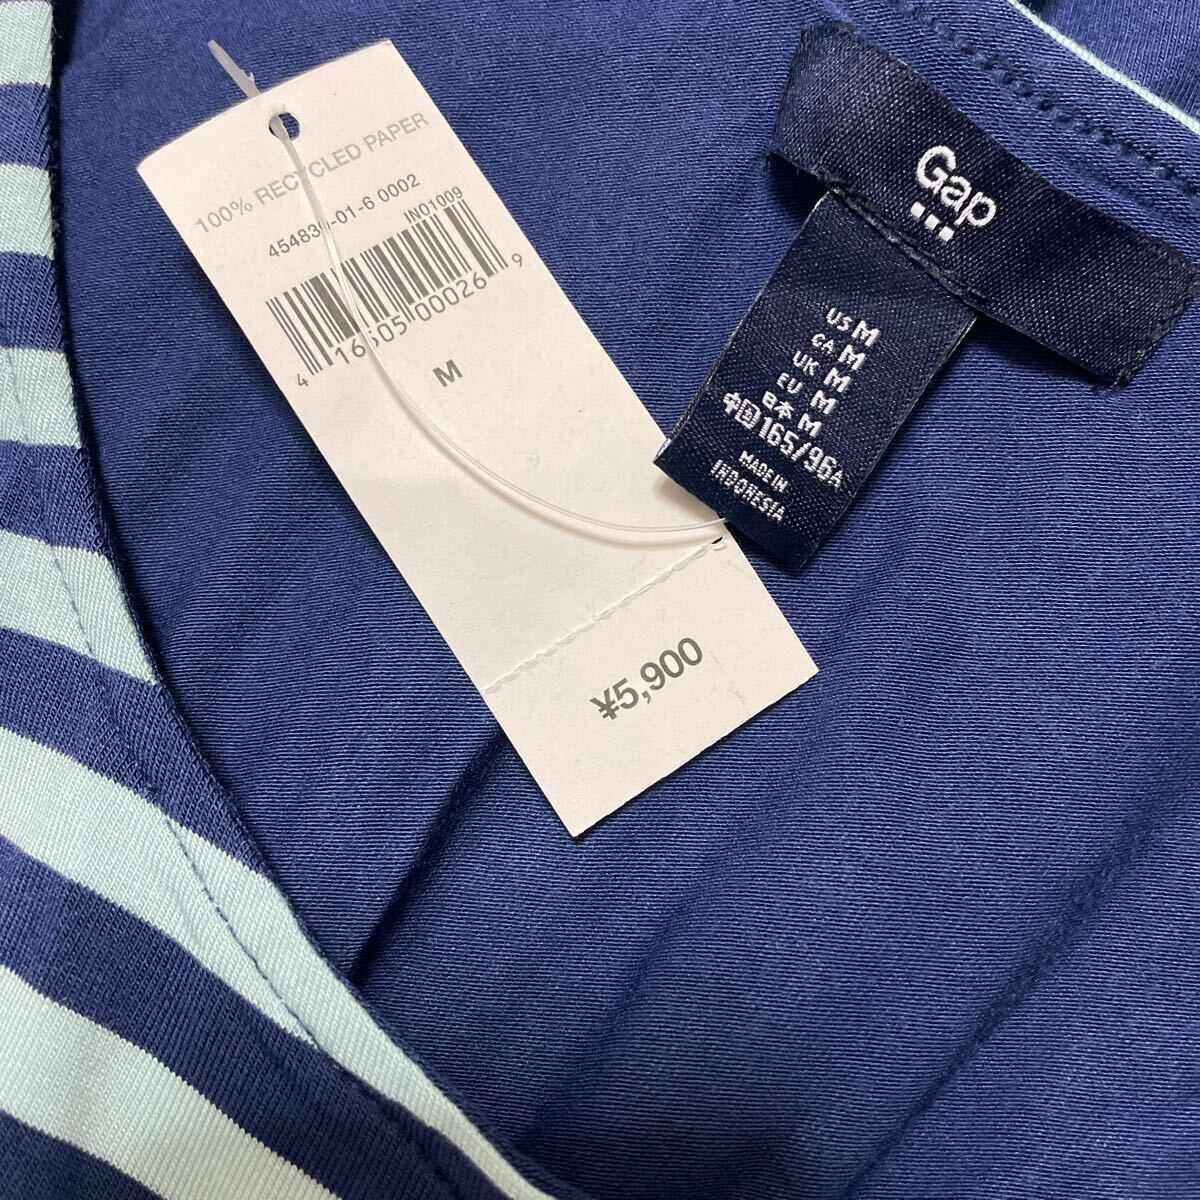 100% RECYCLED PAPER
-01-6 0002
IN01009
4 16505 00026 9
M
¥5,900
Gap
US M
CA M
UK M
EU M
日本 M
中国 165/96A
MADE IN
INDONESIA